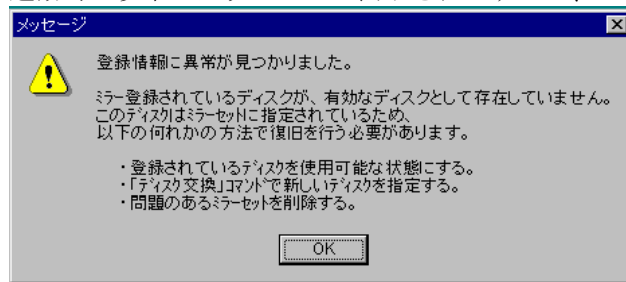 メッセージ
登録情報に異常が見つかりました。
ﾐﾗｰ登録されているディスクが、有効なディスクとして存在していません。
このﾃﾞｨｽｸはﾐﾗｰｾｯﾄに指定されているため、
以下の何れかの方法で復旧を行う必要があります。
・登録されているﾃﾞｨｽｸを使用可能な状態にする。
・「ﾃﾞｨｽｸ交換」ｺﾏﾝﾄﾞで新しいﾃﾞｨｽｸを指定する。
・問題のあるﾐﾗｰｾｯﾄを削除する。
OK